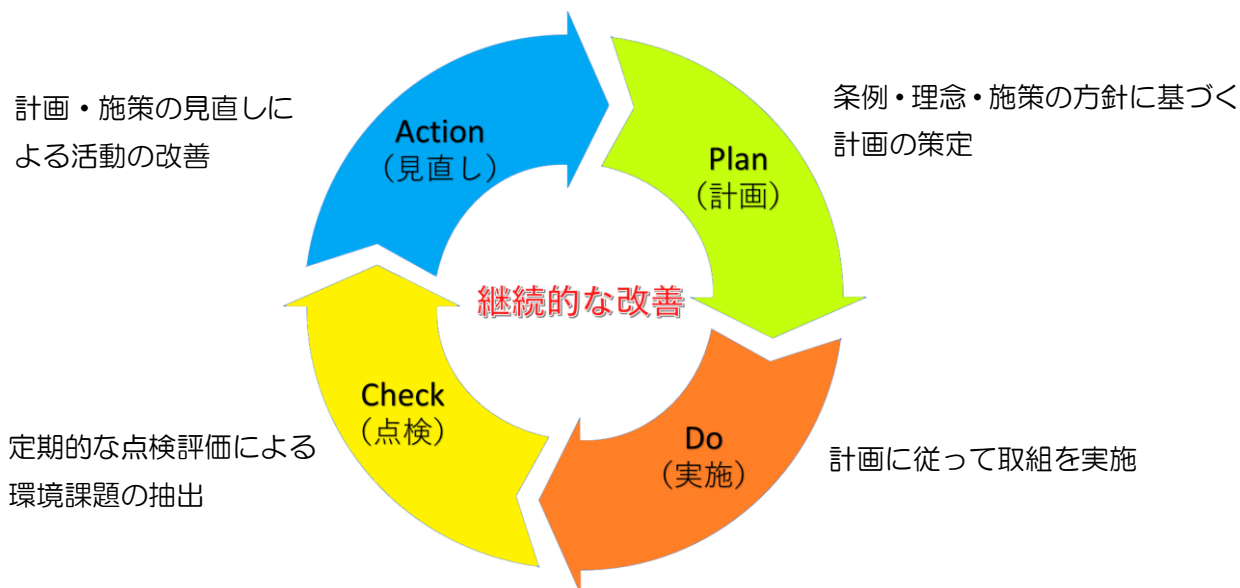 計画・施策の見直しに
よる活動の改善
Action
（見直し）
条例・理念・施策の方針に基づく
計画の策定
Plan
（計画）
継続的な改善
Check
（点検）
定期的な点検評価による
環境課題の抽出
Do
（実施）
計画に従って取組を実施